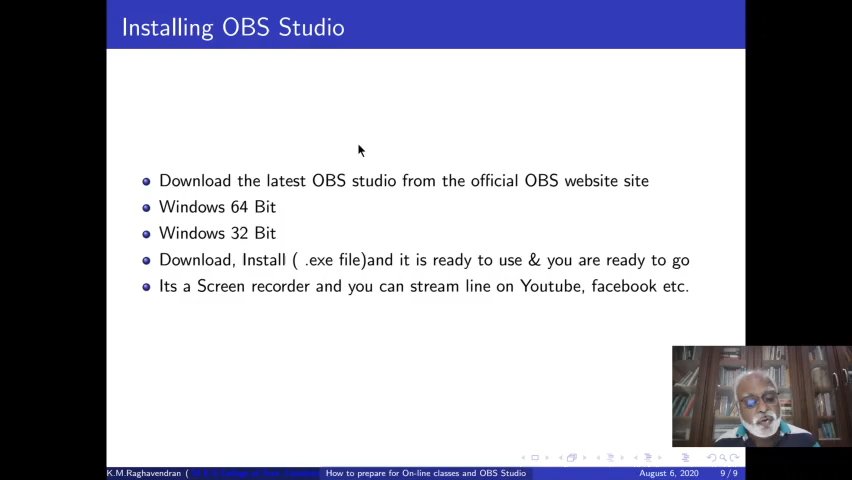 Installing OBS Studio
Download the latest OBS studio from the official OBS website site
Windows 64 Bit
Windows 32 Bit
Download, Install ( .exe file)and it is ready to use & you are ready to go
Its a Screen recorder and you can stream line on Youtube, facebook etc.
K.M.Raghavendran ( How to prepare for On-line classes and OBS Studio August 6, 2020 9 / 9